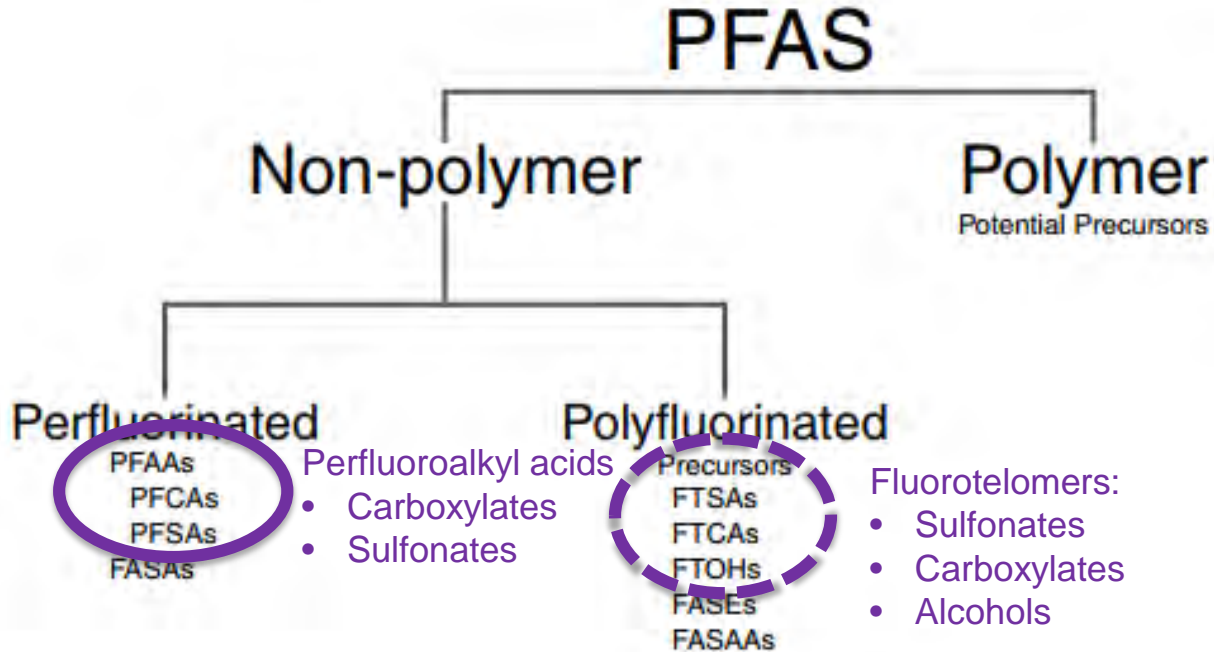 PFAS
Non-polymer
Polymer
Potential Precursors
Perfluorinated
PFAAs
PFCAs
PFSAs
FASAs
Perfluoroalkyl acids
• Carboxylates
• Sulfonates
Polyfluorinated
Precursors
FTSAs
FTCAs
FTOHs
FASEs
FASAAs
Fluorotelomers:
• Sulfonates
• Carboxylates
• Alcohols